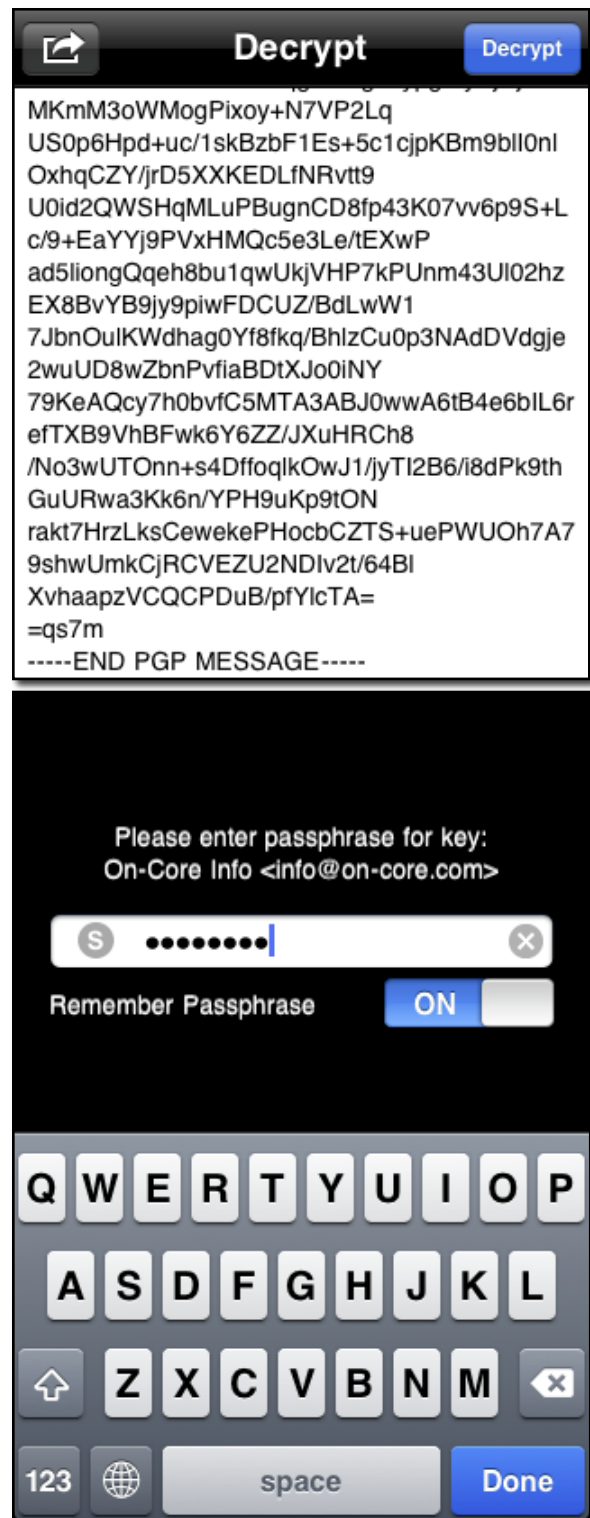 Decrypt
Decrypt
MKmM3oWMogPixoy+N7VP2Lq
US0p6Hpd+uc/1skBzbF1Es+5c1cjpKBm9blI0nl
OxhqCZY/jrD5XXKEDLfNRvtt9
U0id2QWSHqMLuPBugnCD8fp43K07vv6p9S+L
c/9+EaYYj9PVxHMQc5e3Le/tEXwP
ad5liongQqeh8bu1qwUkjVHP7kPUnm43Ul02hz
EX8BvYB9jy9piwFDCUZ/BdLwW1
7JbnOulKWdhag0Yf8fkq/BhlzCu0p3NAdDVdgje
2wuUD8wZbnPvfiaBDtXJo0iNY
79KeAQcy7h0bvfC5MTA3ABJ0wwA6tB4e6bIL6r
efTXB9VhBFwk6Y6ZZ/JXuHRCh8
/No3wUTOnn+s4DffoqlkOwJ1/jyTI2B6/i8dPk9th
GuURwa3Kk6n/YPH9uKp9tON
rakt7HrzLksCewekePHocbCZTS+uePWUOh7A7
9shwUmkCjRCVEZU2NDIv2t/64Bl
XvhaapzVCQCPDuB/pfYlcTA=
=qs7m
-----END PGP MESSAGE-----
Please enter passphrase for key:
On-Core Info <info@on-core.com>
S ••••••••
Remember Passphrase ON
Q W E R T Y U I O P
A S D F G H J K L
Z X C V B N M
123 space Done